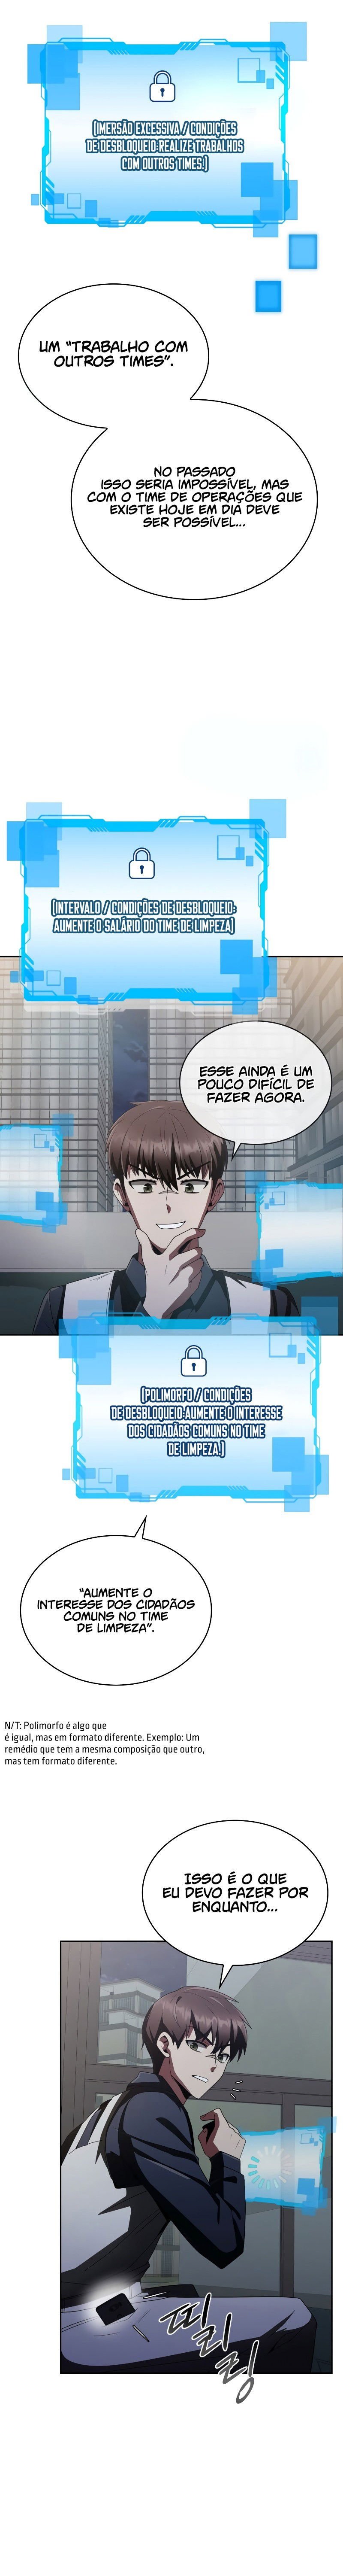 [IMERSÃO EXCESSIVA / CONDIÇÕES
DE DESBLOQUEIO:REALIZE TRABALHOS
COM OUTROS TIMES.]
UM "TRABALHO COM
OUTROS TIMES".
NO PASSADO
ISSO SERIA IMPOSSÍVEL, MAS
COM O TIME DE OPERAÇÕES QUE
EXISTE HOJE EM DIA DEVE
SER POSSÍVEL...
[INTERVALO / CONDIÇÕES DE DESBLOQUEIO:
AUMENTE O SALÁRIO DO TIME DE LIMPEZA]
ESSE AINDA É UM
POUCO DIFÍCIL DE
FAZER AGORA.
[POLIMORFO / CONDIÇÕES
DE DESBLOQUEIO:AUMENTE O INTERESSE
DOS CIDADÃOS COMUNS NO TIME
DE LIMPEZA.]
"AUMENTE O
INTERESSE DOS CIDADÃOS
COMUNS NO TIME
DE LIMPEZA".
N/T: Polimorfo é algo que
é igual, mas em formato diferente. Exemplo: Um
remédio que tem a mesma composição que outro,
mas tem formato diferente.
ISSO É O QUE
EU DEVO FAZER POR
ENQUANTO...
띠리링